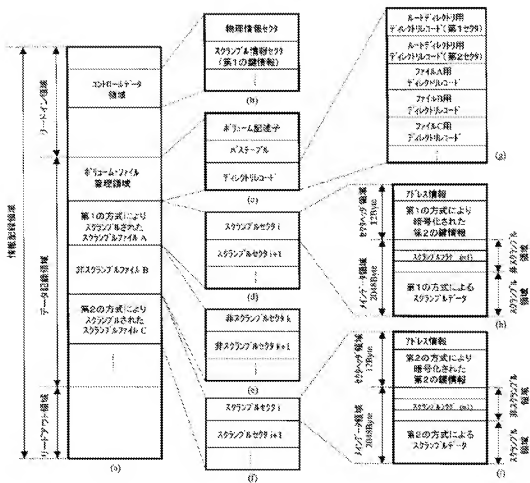 情報記録領域
リードイン領域
データ記録領域
リードアウト領域
コントロールデータ
領域
ボリューム・ファイル
管理領域
第1の方式により
スクランブルされた
スクランブルファイル A
非スクランブルファイル B
第2の方式により
スクランブルされた
スクランブルファイル C
(a)
物理情報セクタ
スクランブル情報セクタ
(第1の鍵情報)
(b)
ボリューム記述子
パステーブル
ディレクトリレコード
(c)
スクランブルセクタ i
スクランブルセクタ i+1
(d)
非スクランブルセクタ k
非スクランブルセクタ k+1
(e)
スクランブルセクタ i
スクランブルセクタ i+1
(f)
ルートディレクトリ用
ディレクトリレコード(第1セクタ)
ルートディレクトリ用
ディレクトリレコード(第2セクタ)
ファイルA用
ディレクトリレコード
ファイルB用
ディレクトリレコード
ファイルC用
ディレクトリレコード
(g)
セクタヘッダ領域
12Byte
メインデータ領域
2048Byte
アドレス情報
第1の方式により
暗号化された
第2の鍵情報
スクランブルフラグ
第1の方式による
スクランブルデータ
非スクランブル
領域
スクランブル
領域
(h)
セクタヘッダ領域
12Byte
メインデータ領域
2048Byte
アドレス情報
第2の方式により
暗号化された
第2の鍵情報
スクランブルフラグ
第2の方式による
スクランブルデータ
非スクランブル
領域
スクランブル
領域
(i)